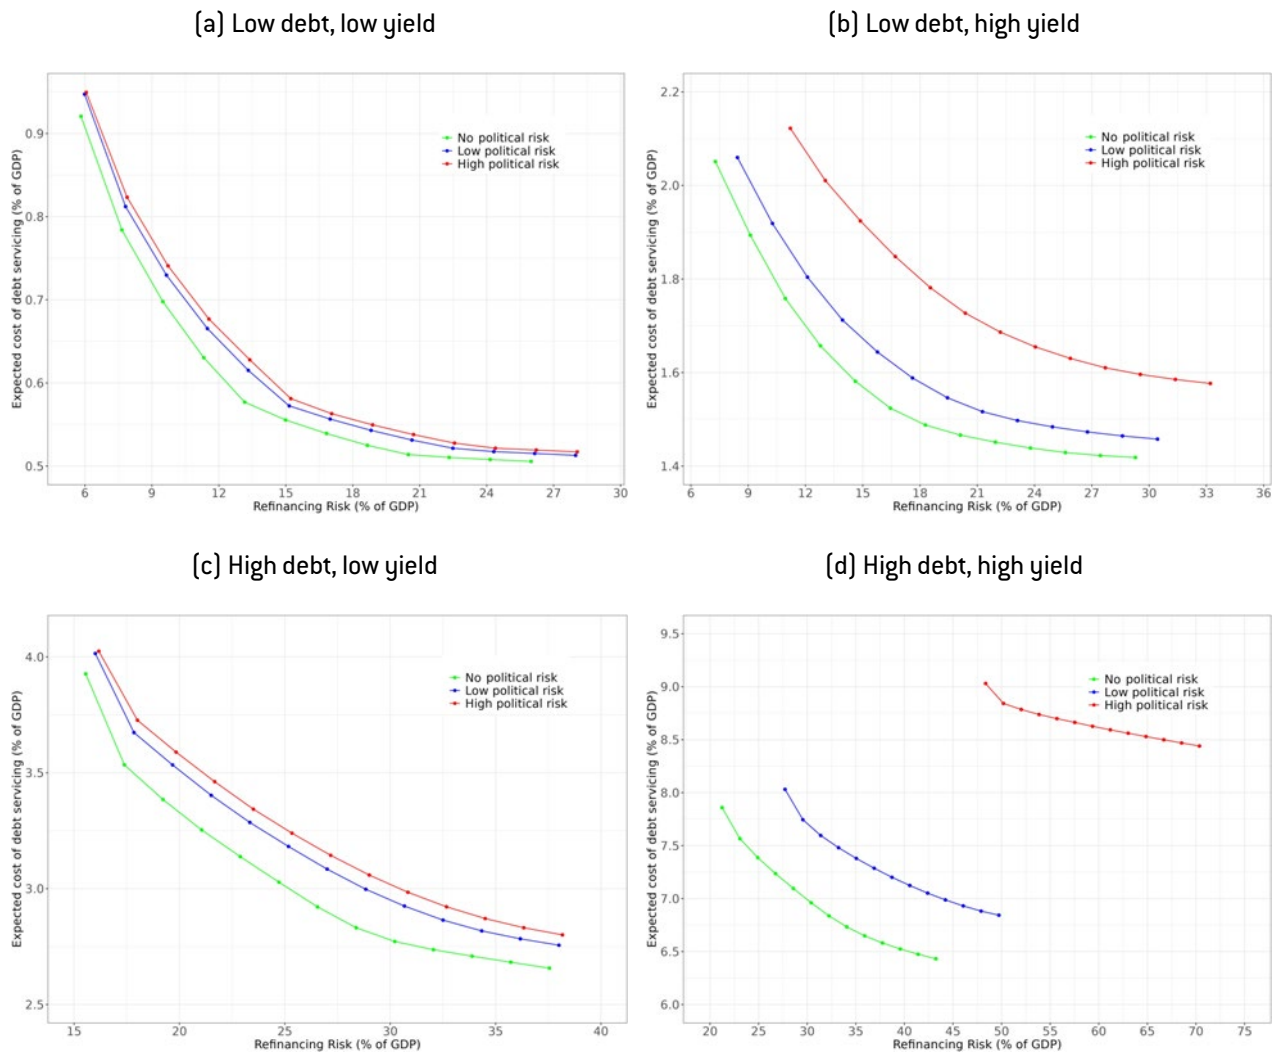 (a) Low debt, low yield
Expected cost of debt servicing (% of GDP)
0.9
0.8
0.7
0.6
0.5
No political risk
Low political risk
High political risk
6 9 12 15 18 21 24 27 30
Refinancing Risk (% of GDP)
(b) Low debt, high yield
Expected cost of debt servicing (% of GDP)
2.2
2.0
1.8
1.6
1.4
No political risk
Low political risk
High political risk
6 9 12 15 18 21 24 27 30 33 36
Refinancing Risk (% of GDP)
(c) High debt, low yield
Expected cost of debt servicing (% of GDP)
4.0
3.5
3.0
2.5
No political risk
Low political risk
High political risk
15 20 25 30 35 40
Refinancing Risk (% of GDP)
(d) High debt, high yield
Expected cost of debt servicing (% of GDP)
9.5
9.0
8.5
8.0
7.5
7.0
6.5
6.0
No political risk
Low political risk
High political risk
20 25 30 35 40 45 50 55 60 65 70 75
Refinancing Risk (% of GDP)